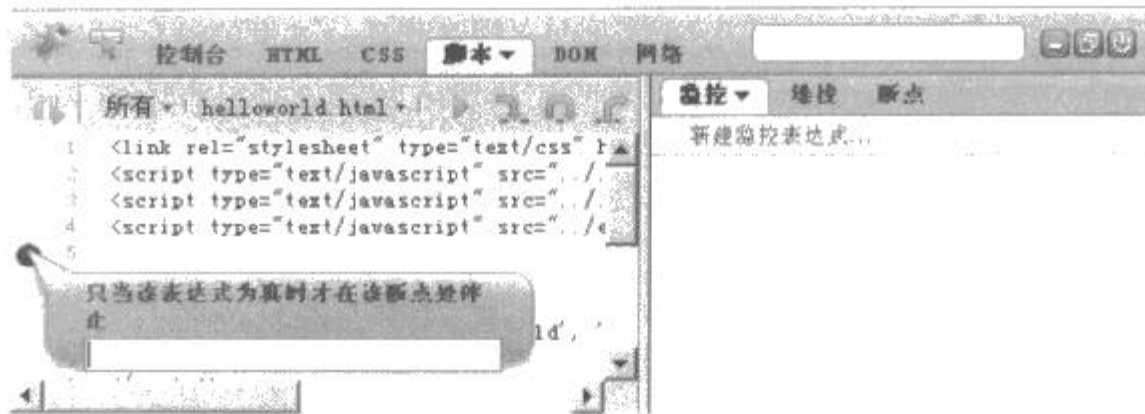 控制台 HTML CSS 脚本 DOM 网络
所有 helloworld.html
1 <link rel="stylesheet" type="text/css" h
2 <script type="text/javascript" src="../.
3 <script type="text/javascript" src="../.
4 <script type="text/javascript" src="../e
5
只当该表达式为真时才在该断点处停
止
ld', '
监控 堆栈 断点
新建监控表达式...